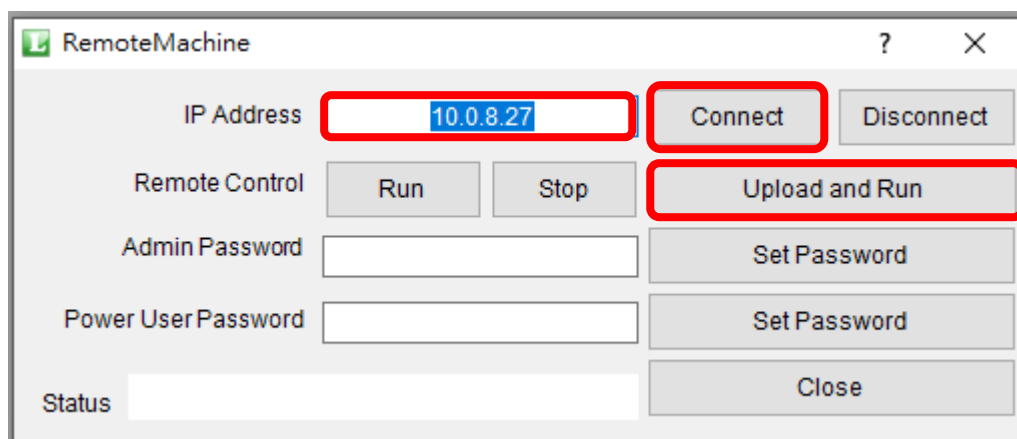 RemoteMachine ?
IP Address 10.0.8.27 Connect Disconnect
Remote Control Run Stop Upload and Run
Admin Password Set Password
Power User Password Set Password
Close
Status